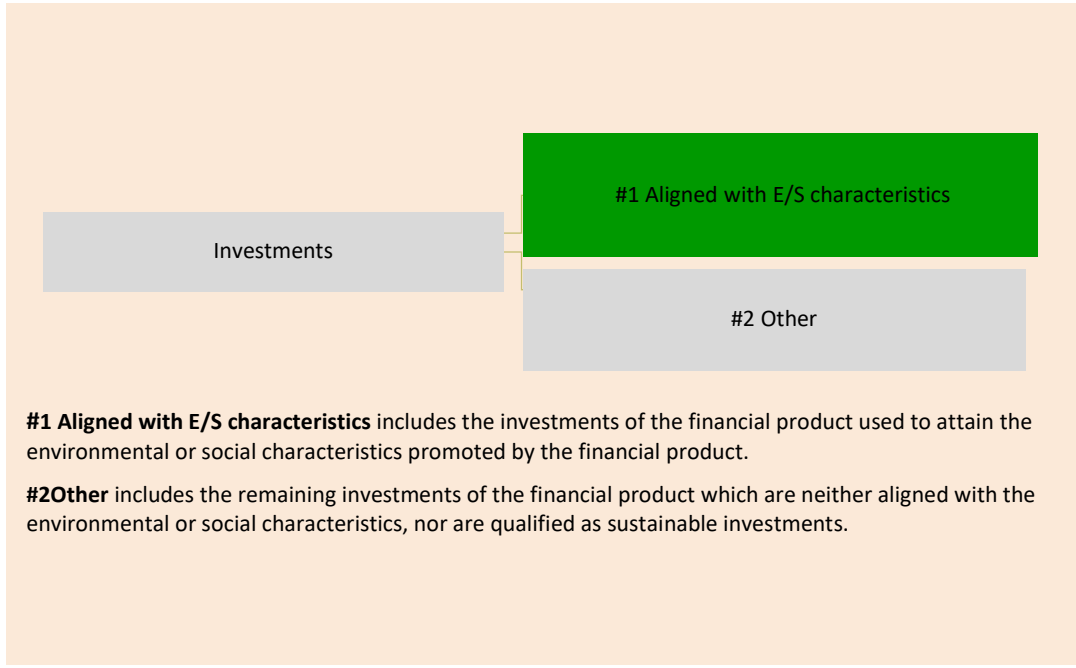 #1 Aligned with E/S characteristics
Investments
#2 Other
#1 Aligned with E/S characteristics includes the investments of the financial product used to attain the
environmental or social characteristics promoted by the financial product.
#2Other includes the remaining investments of the financial product which are neither aligned with the
environmental or social characteristics, nor are qualified as sustainable investments.